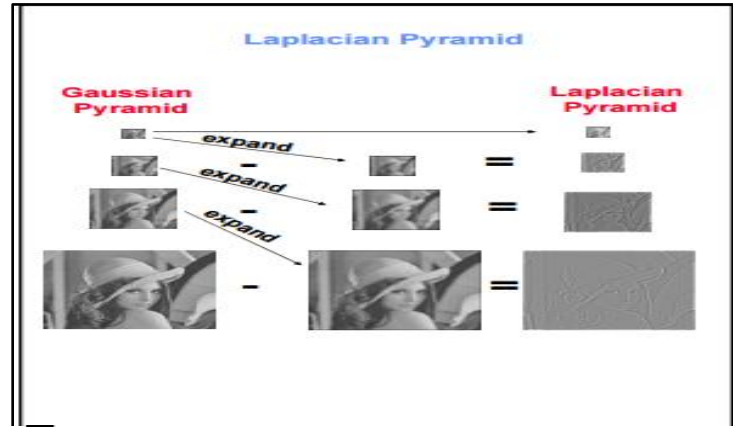 Laplacian Pyramid
Gaussian
Pyramid
Laplacian
Pyramid
expand
- =
expand
- =
expand
- =